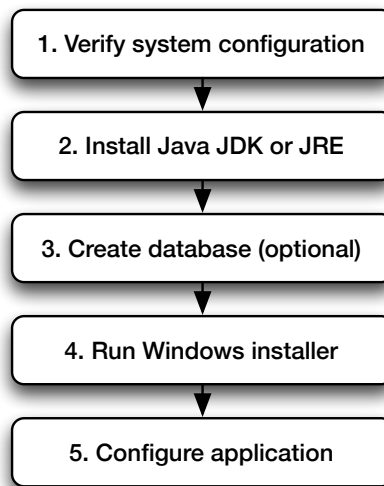 1. Verify system configuration
2. Install Java JDK or JRE
3. Create database (optional)
4. Run Windows installer
5. Configure application